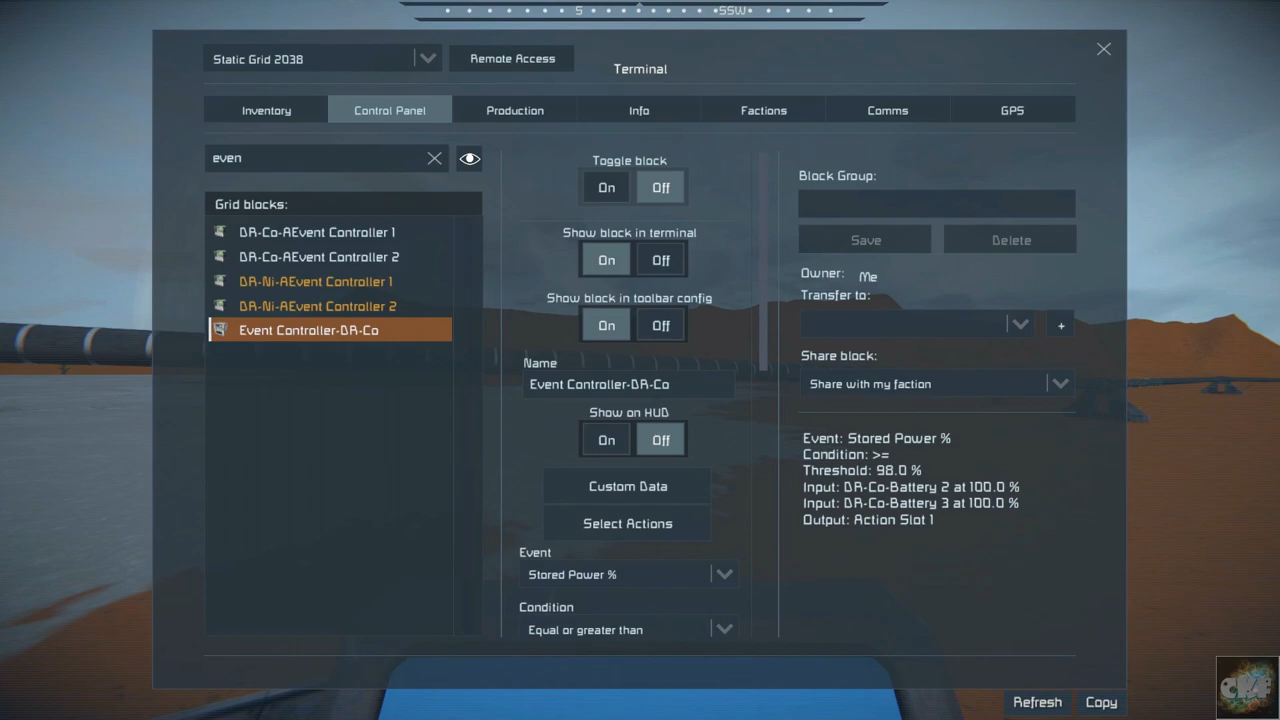 S SSW
Static Grid 2038
Remote Access
Terminal
Inventory
Control Panel
Production
Info
Factions
Comms
GPS
even
Grid blocks:
DR-Co-AEvent Controller 1
DR-Co-AEvent Controller 2
DR-Ni-AEvent Controller 1
DR-Ni-AEvent Controller 2
Event Controller-DR-Co
Toggle block
On Off
Show block in terminal
On Off
Show block in toolbar config
On Off
Name
Event Controller-DR-Co
Show on HUD
On Off
Custom Data
Select Actions
Event
Stored Power %
Condition
Equal or greater than
Block Group:
Save Delete
Owner: Me
Transfer to:
+
Share block:
Share with my faction
Event: Stored Power %
Condition: >=
Threshold: 98.0 %
Input: DR-Co-Battery 2 at 100.0 %
Input: DR-Co-Battery 3 at 100.0 %
Output: Action Slot 1
Refresh Copy